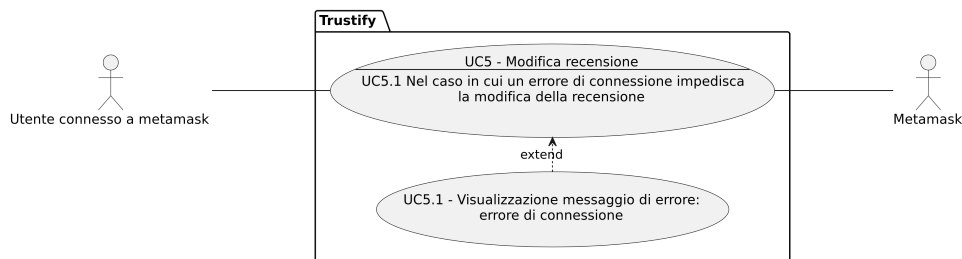 Trustify
UC5 - Modifica recensione
UC5.1 Nel caso in cui un errore di connessione impedisca
la modifica della recensione
Utente connesso a metamask
Metamask
extend
UC5.1 - Visualizzazione messaggio di errore:
errore di connessione